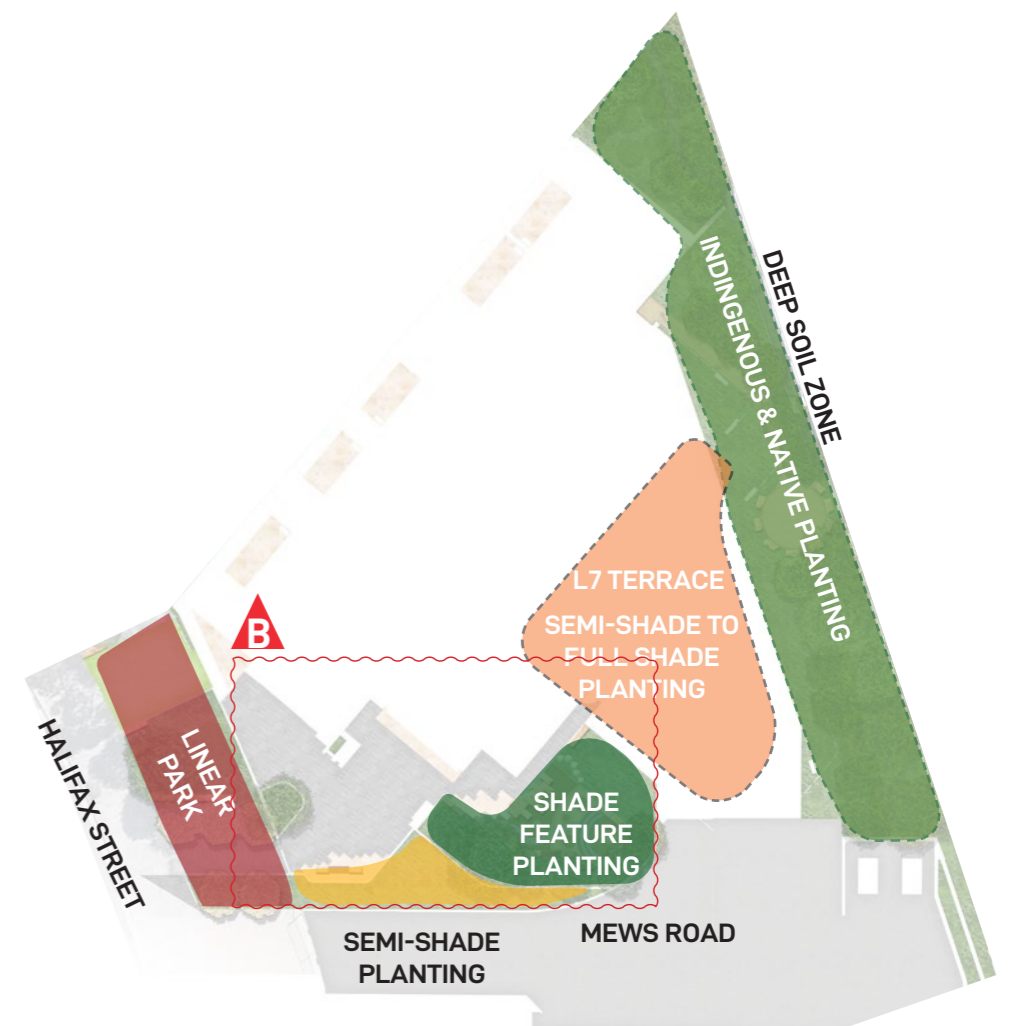 DEEP SOIL ZONE
INDINGENOUS & NATIVE PLANTING
L7 TERRACE
SEMI-SHADE TO
FULL SHADE
PLANTING
B
LINEAR
PARK
HALIFAX STREET
SHADE
FEATURE
PLANTING
SEMI-SHADE
PLANTING
MEWS ROAD